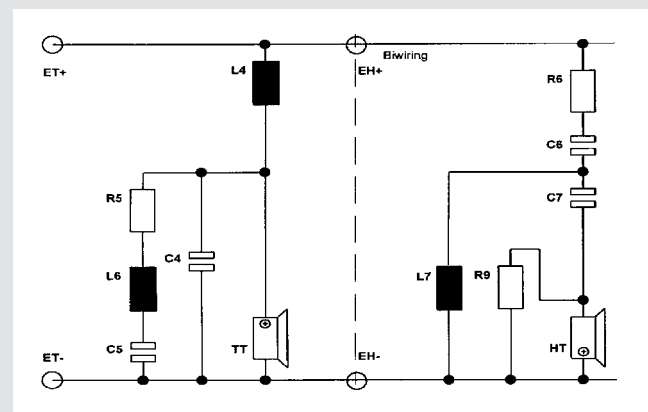 ET+
L4
EH+
Biwiring
R6
C6
C7
R5
L6
C4
L7
R9
C5
ET-
TT
EH-
HT